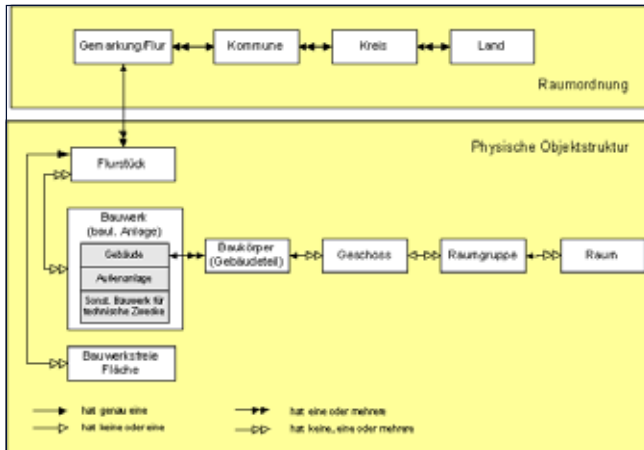 Gemarkung/Flur
Kommune
Kreis
Land
Raumordnung
Physische Objektstruktur
Flurstück
Bauwerk
(baul. Anlage)
Gebäude
Außenanlage
Sonst. Bauwerk für
technische Zwecke
Baukörper
(Gebäudeteil)
Geschoss
Raumgruppe
Raum
Bauwerksfreie
Fläche
hat genau eine
hat eine oder mehrere
hat keine oder eine
hat keine, eine oder mehrere